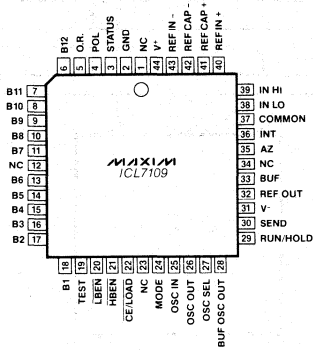 B12
O.R.
POL
STATUS
GND
NC
V+
REF IN -
REF CAP -
REF CAP +
REF IN +
6 5 4 3 2 1 44 43 42 41 40
B11 7
B10 8
B9 9
B8 10
B7 11
NC 12
B6 13
B5 14
B4 15
B3 16
B2 17
MAXIM
ICL7109
39 IN HI
38 IN LO
37 COMMON
36 INT
35 AZ
34 NC
33 BUF
32 REF OUT
31 V-
30 SEND
29 RUN/HOLD
18 19 20 21 22 23 24 25 26 27 28
B1
TEST
LBEN
HBEN
CE/LOAD
NC
MODE
OSC IN
OSC OUT
OSC SEL
BUF OSC OUT